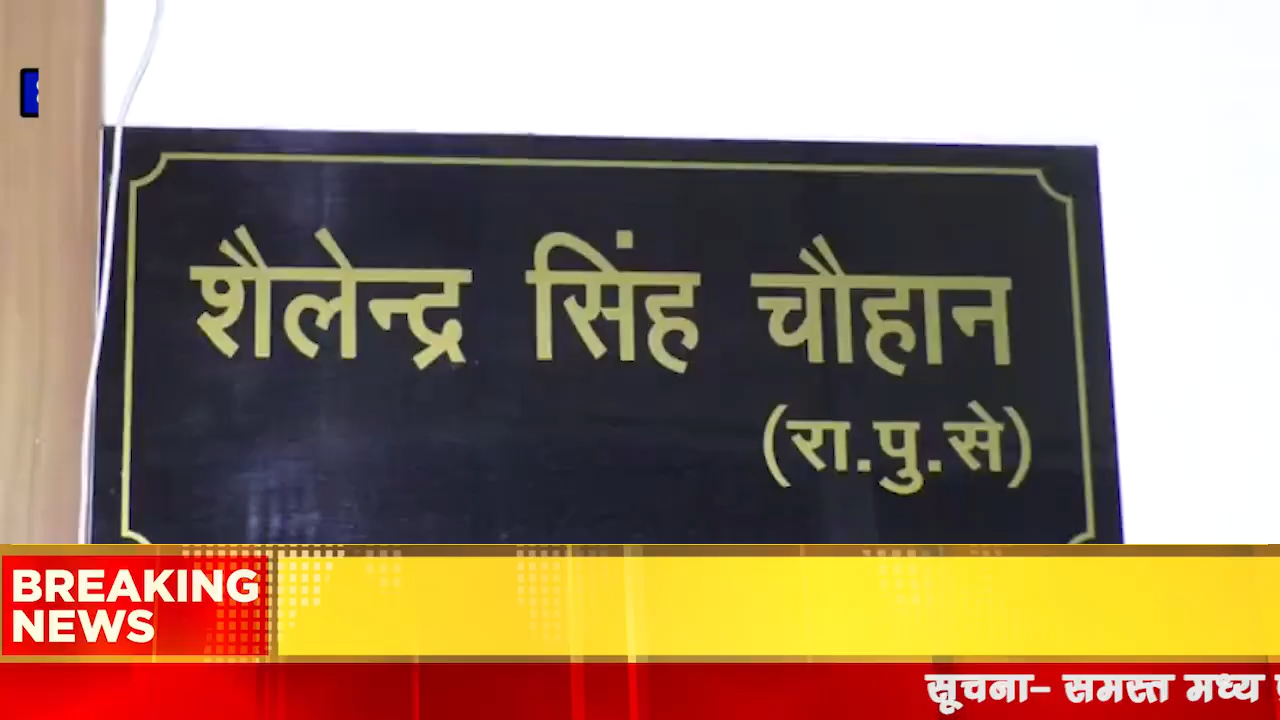 शैलेन्द्र सिंह चौहान
(रा.पु.से)
BREAKING
NEWS
सूचना- समस्त मध्य